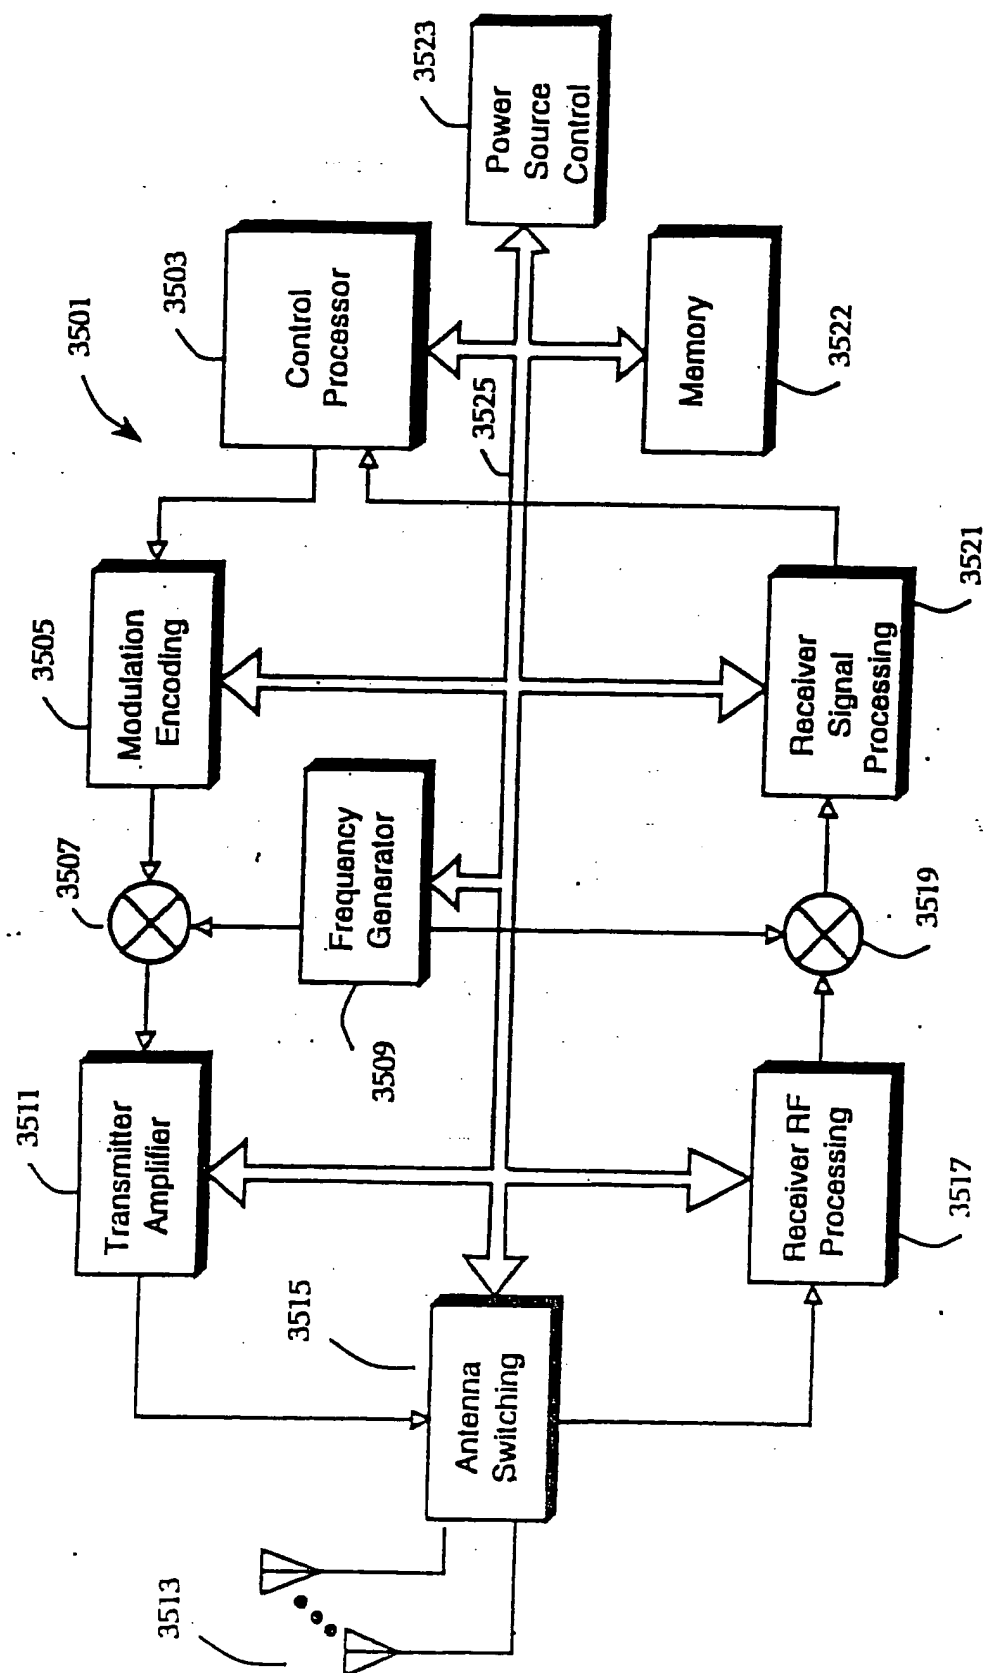 3501
3511
Transmitter
Amplifier
3507
3505
Modulation
Encoding
3503
Control
Processor
3523
Power
Source
Control
3513
3515
Antenna
Switching
3509
Frequency
Generator
3525
3517
Receiver RF
Processing
3519
3521
Receiver
Signal
Processing
3522
Memory